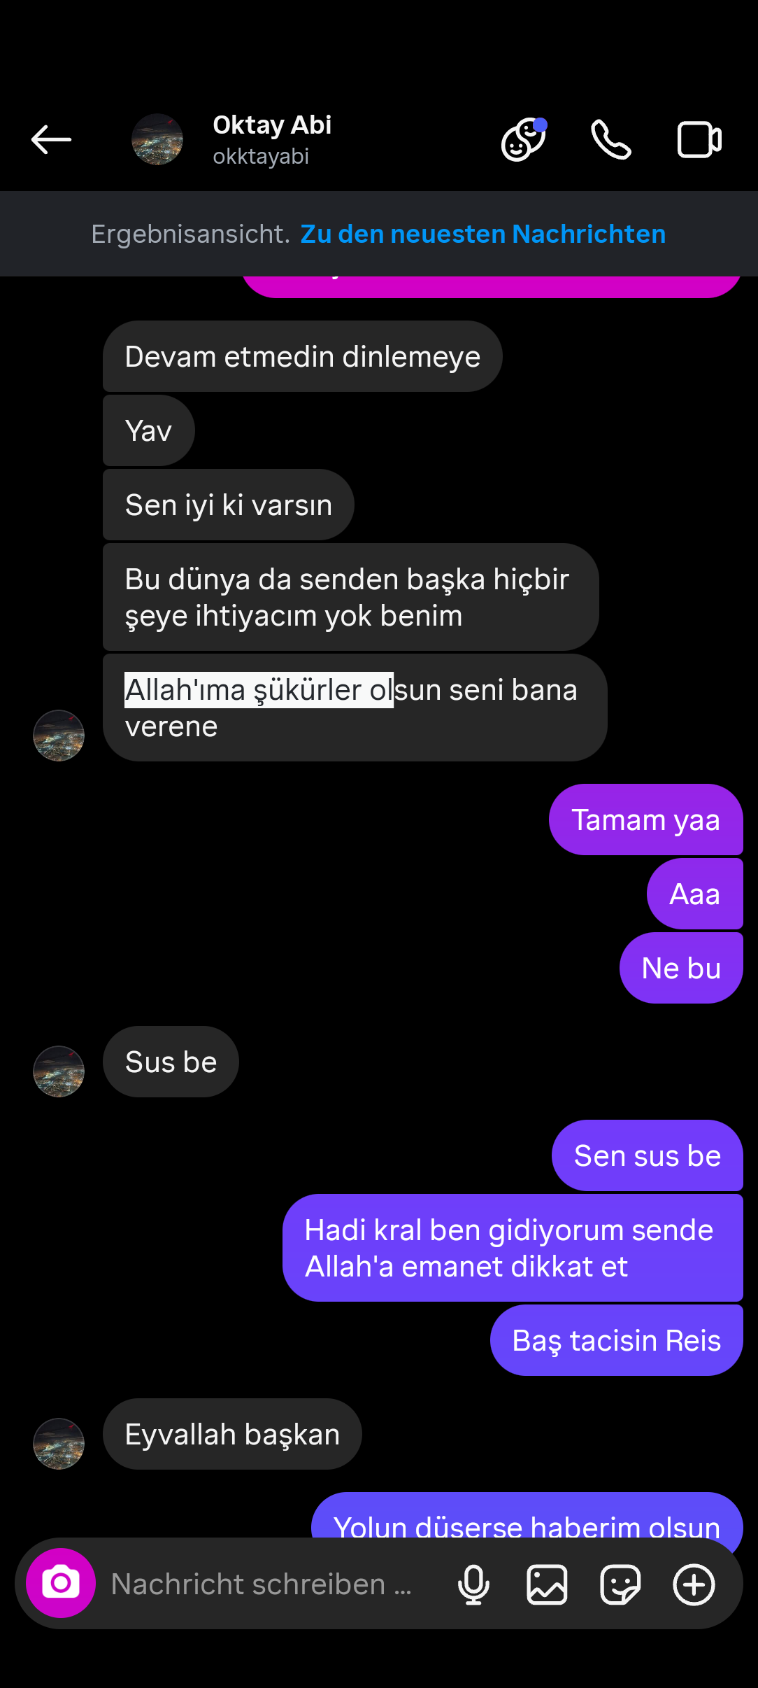 Oktay Abi
okktayabi
Ergebnisansicht. Zu den neuesten Nachrichten
Devam etmedin dinlemeye
Yav
Sen iyi ki varsın
Bu dünya da senden başka hiçbir
şeye ihtiyacım yok benim
Allah'ıma şükürler olsun seni bana
verene
Tamam yaa
Aaa
Ne bu
Sus be
Sen sus be
Hadi kral ben gidiyorum sende
Allah'a emanet dikkat et
Baş tacisin Reis
Eyvallah başkan
Yolun düşerse haberim olsun
Nachricht schreiben ...